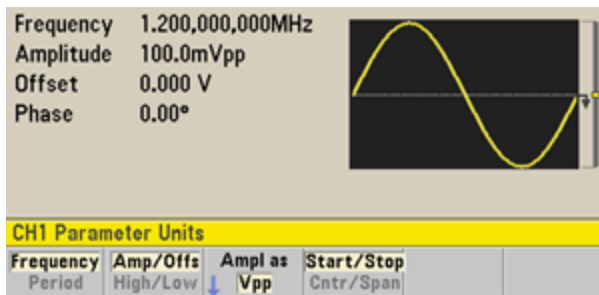 Frequency 1.200,000,000MHz
Amplitude 100.0mVpp
Offset 0.000 V
Phase 0.00°
CH1 Parameter Units
Frequency Amp/Offs Ampl as Start/Stop
Period High/Low Vpp Cntr/Span